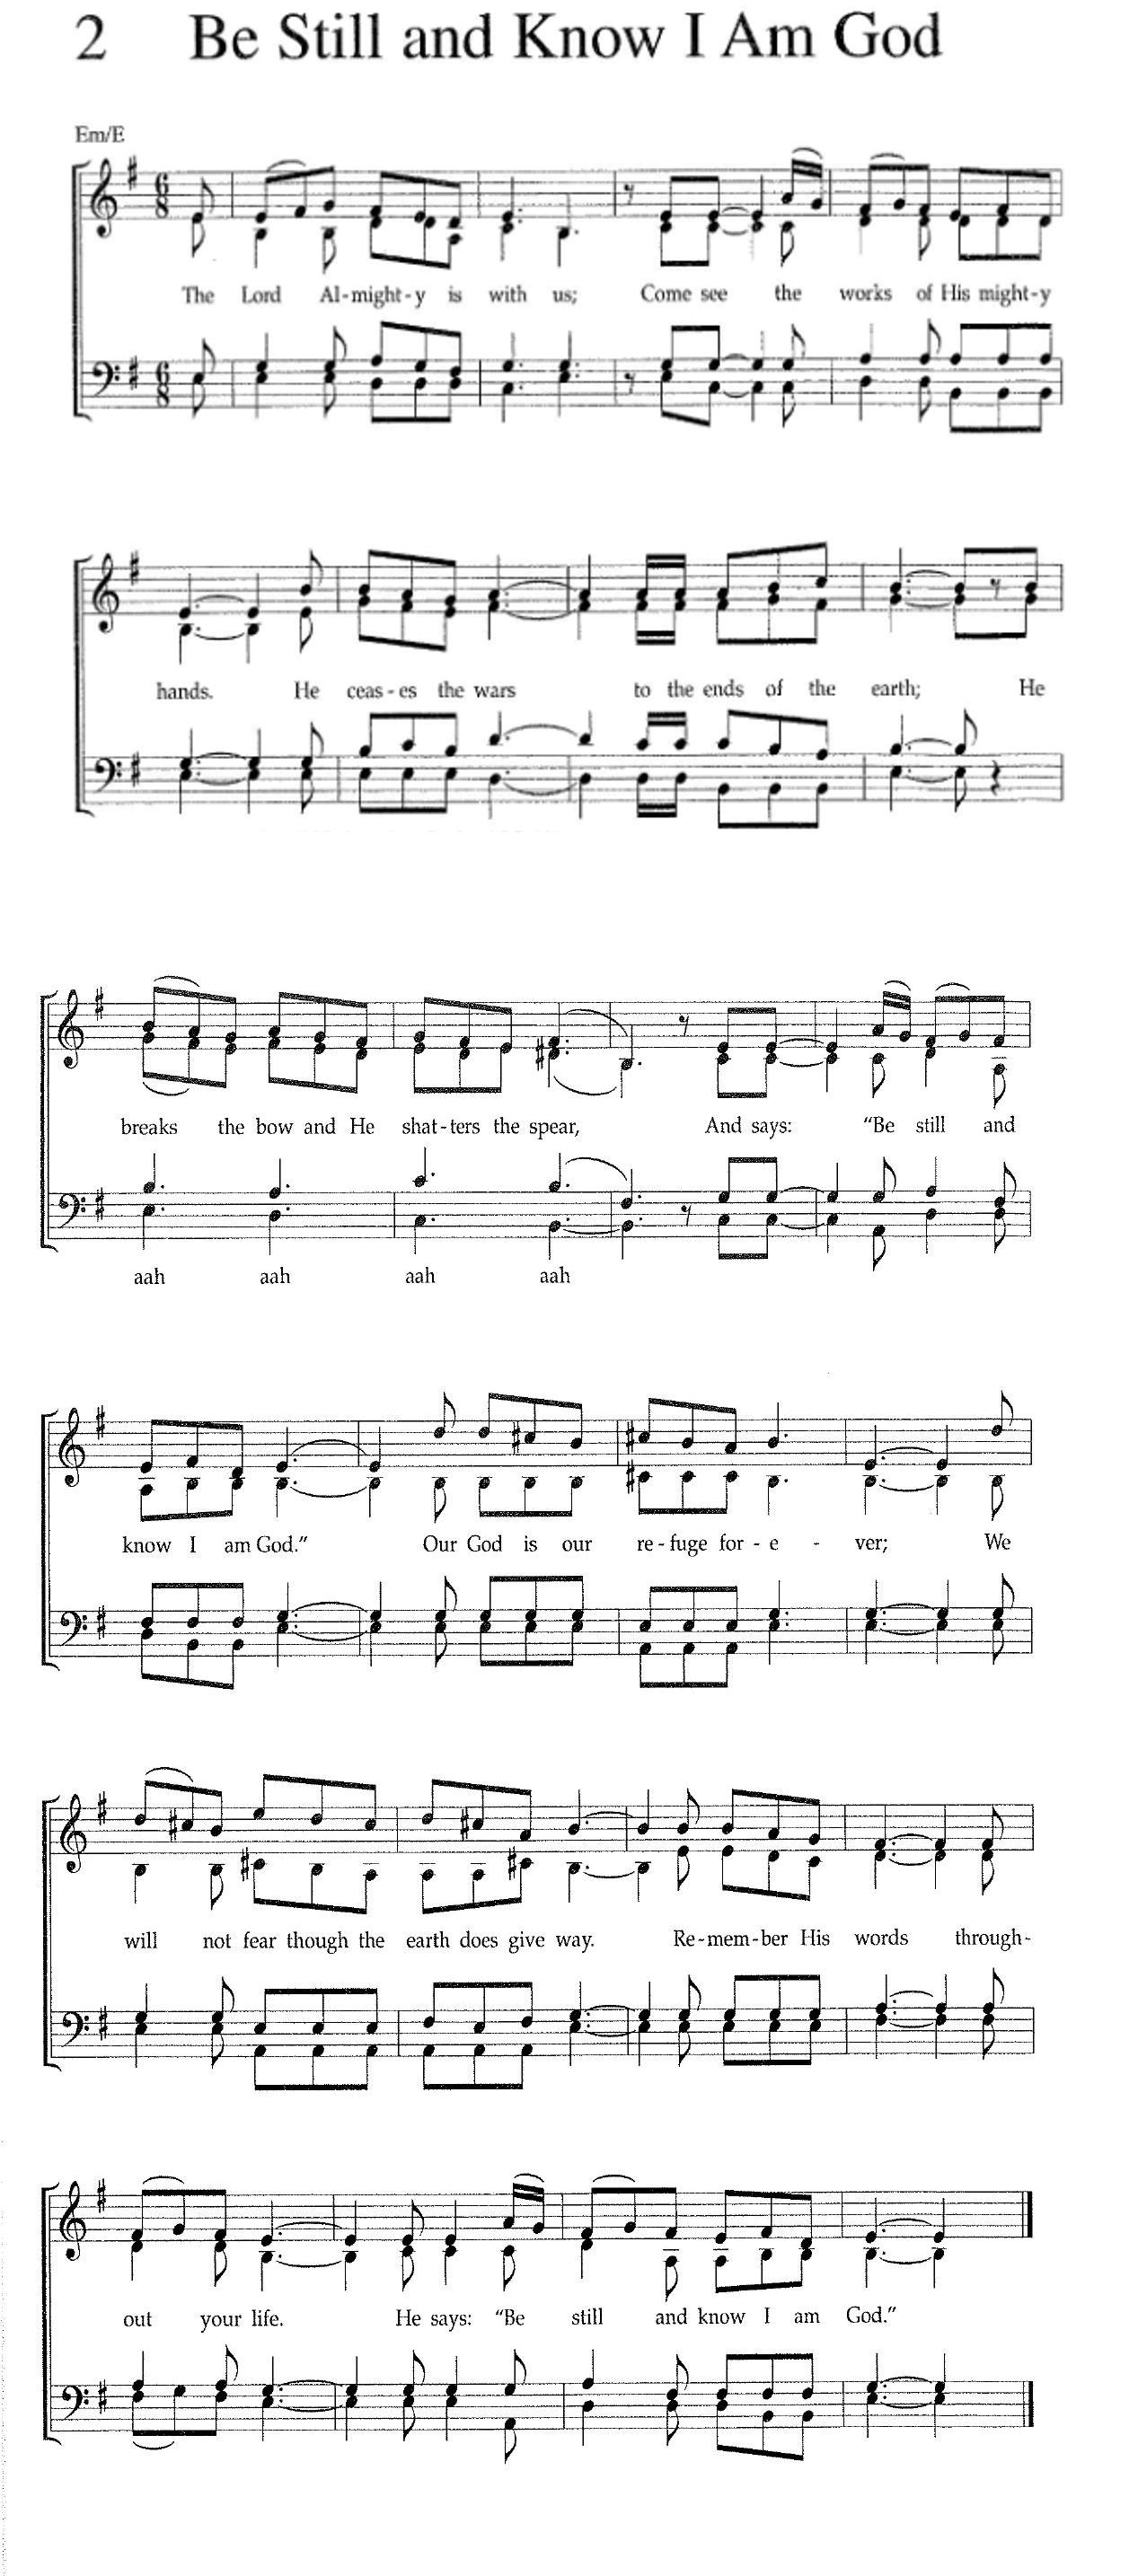 2 Be Still and Know I Am God
Em/E
6 8
The Lord Al-might-y is with us; Come see the works of His might-y
6 8
hands. He ceas-es the wars to the ends of the earth; He
breaks the bow and He shat-ters the spear, And says: “Be still and
aah aah aah aah
know I am God.” Our God is our re-fuge for-e-ver; We
will not fear though the earth does give way. Re-mem-ber His words through-
out your life. He says: “Be still and know I am God.”